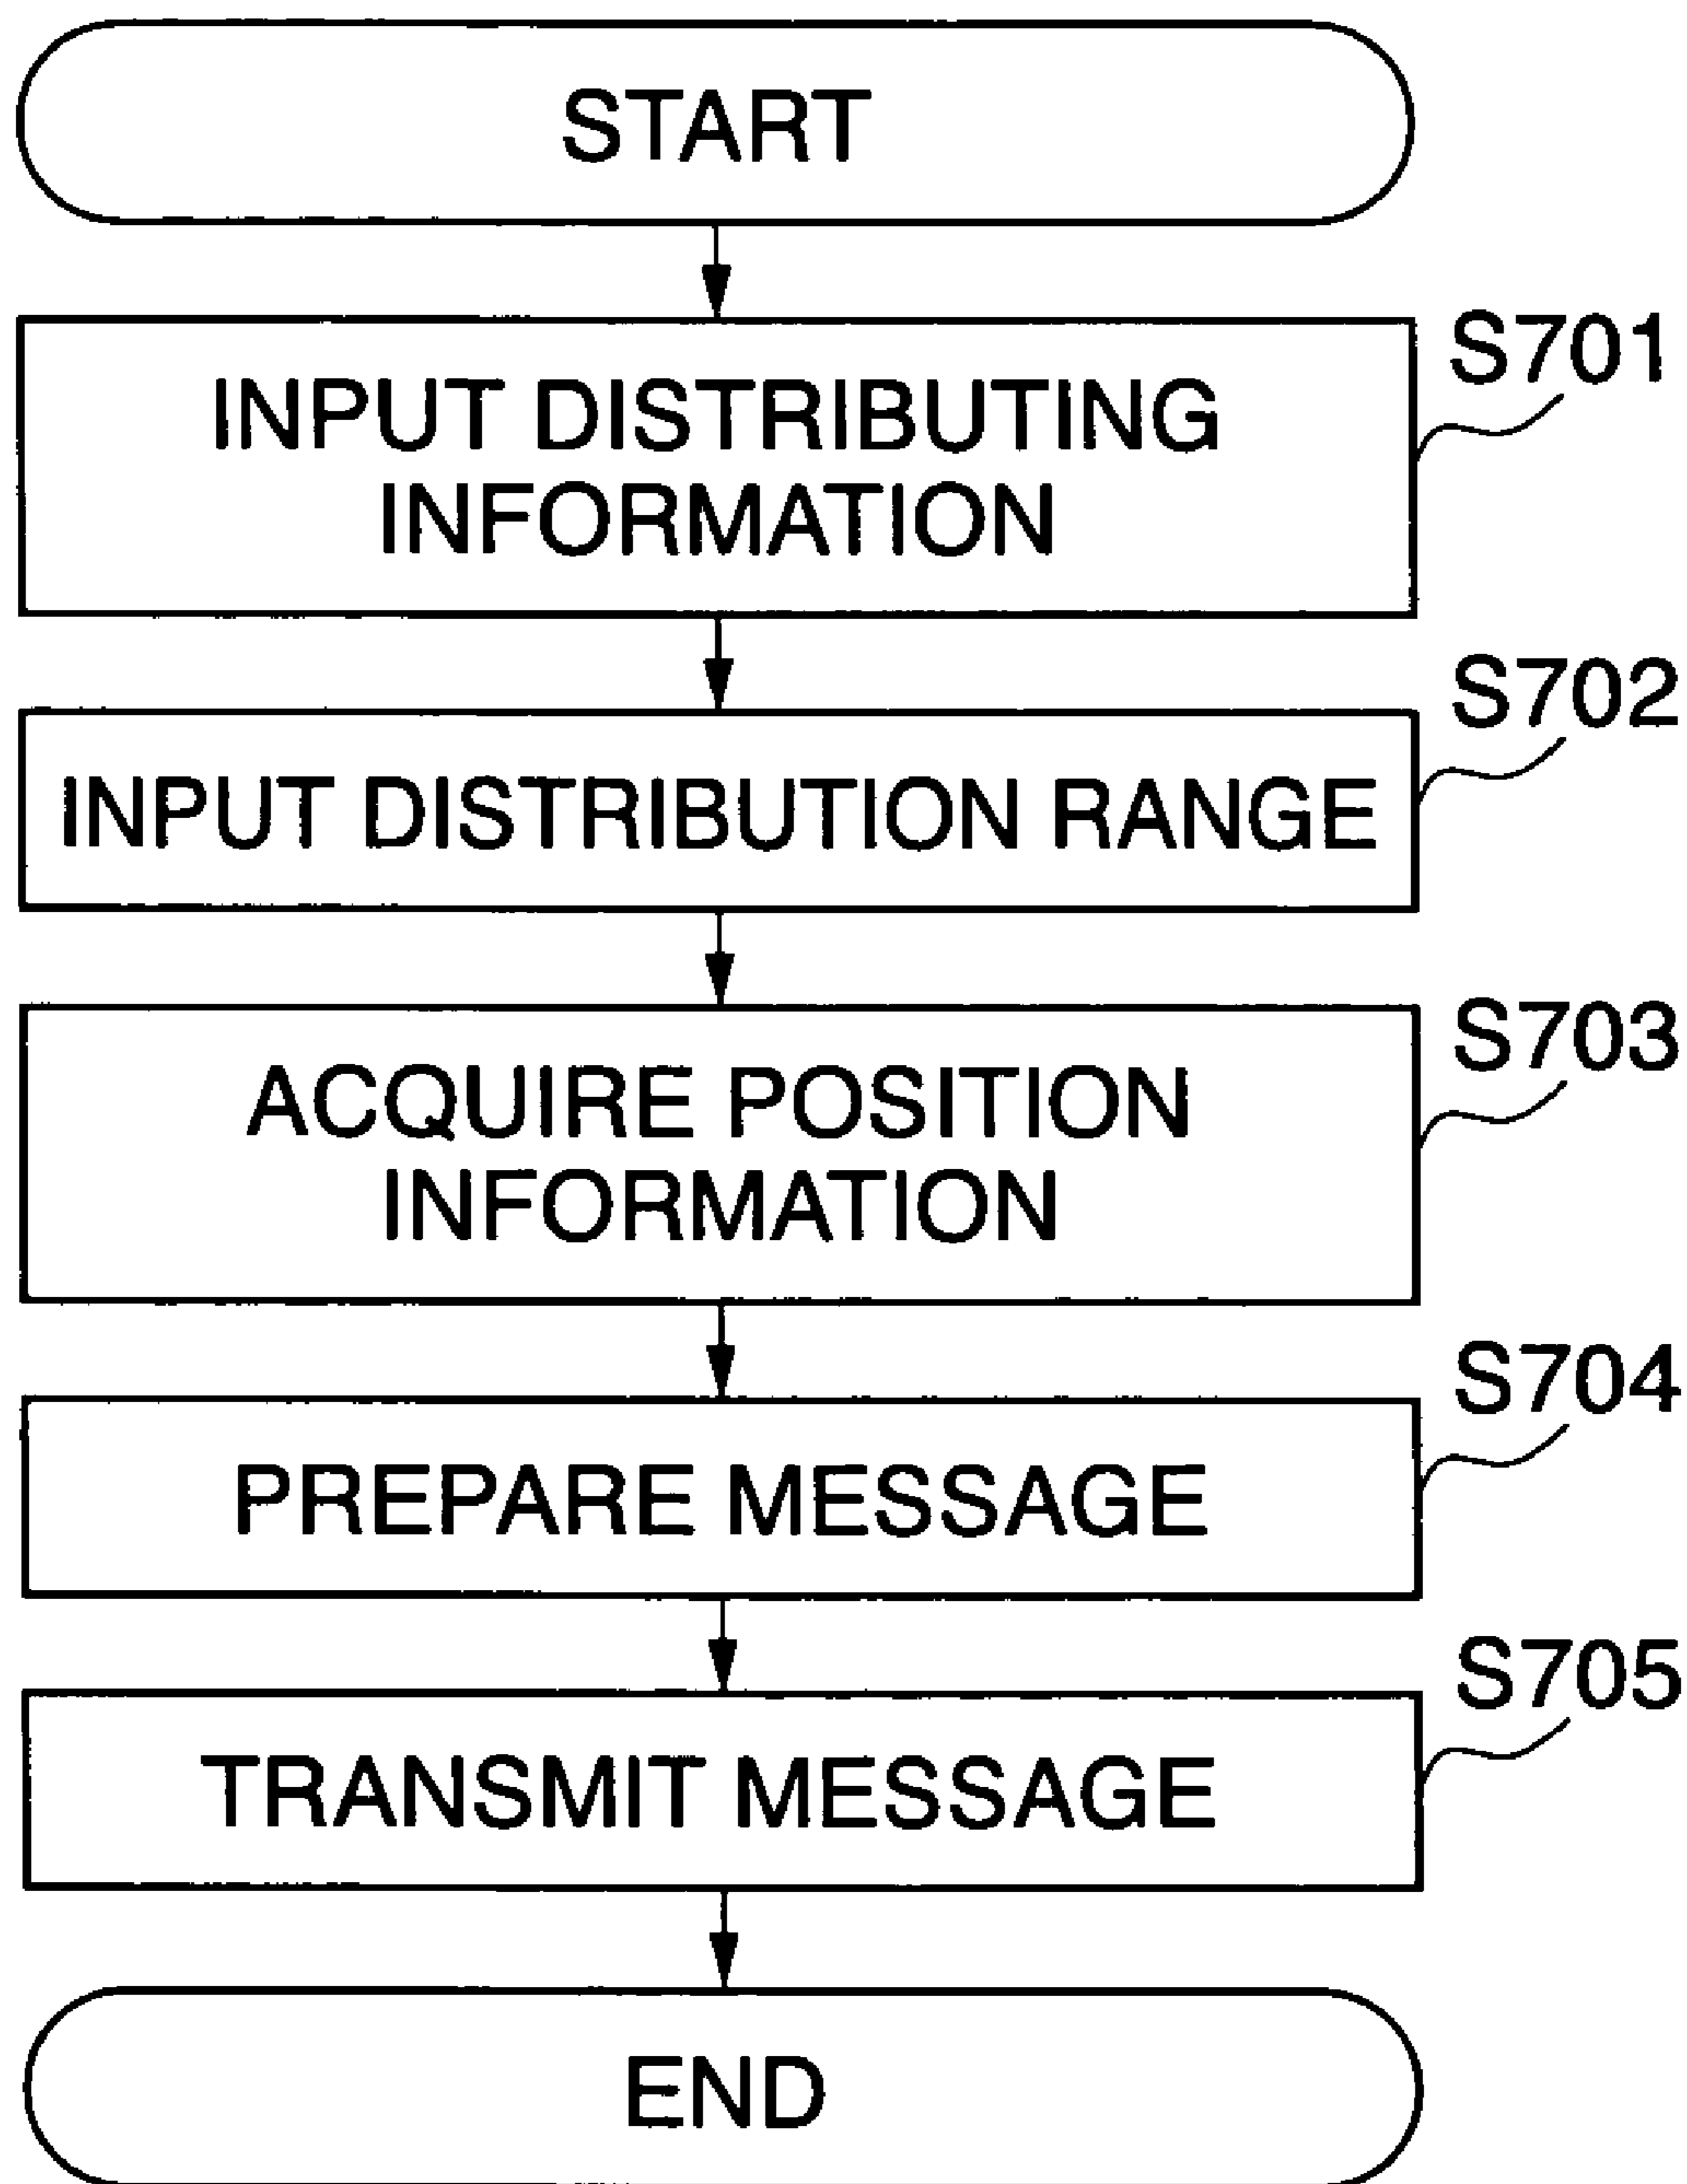 START
S701
INPUT DISTRIBUTING
INFORMATION
S702
INPUT DISTRIBUTION RANGE
S703
ACQUIRE POSITION
INFORMATION
S704
PREPARE MESSAGE
S705
TRANSMIT MESSAGE
END